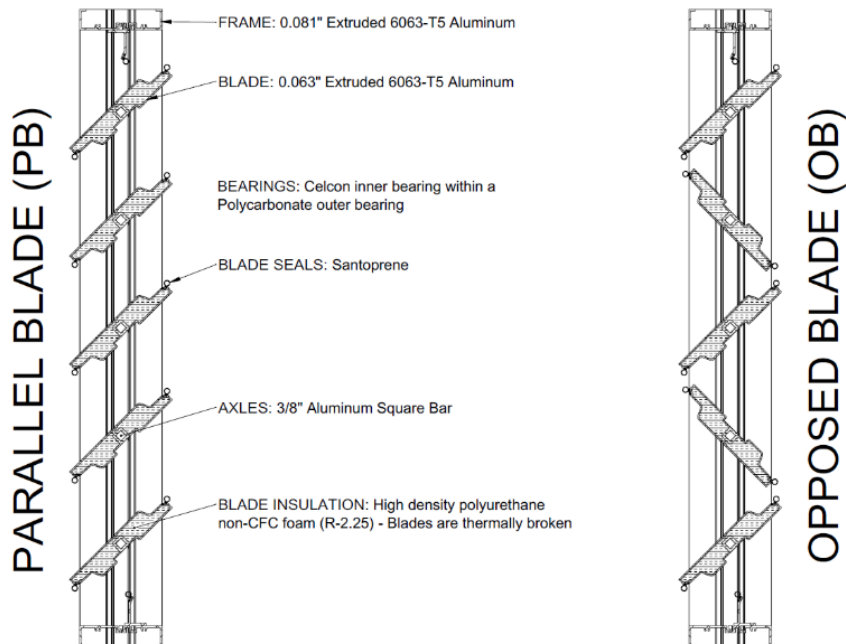 PARALLEL BLADE (PB)
FRAME: 0.081" Extruded 6063-T5 Aluminum
BLADE: 0.063" Extruded 6063-T5 Aluminum
BEARINGS: Celcon inner bearing within a
Polycarbonate outer bearing
BLADE SEALS: Santoprene
AXLES: 3/8" Aluminum Square Bar
BLADE INSULATION: High density polyurethane
non-CFC foam (R-2.25) - Blades are thermally broken
OPPOSED BLADE (OB)